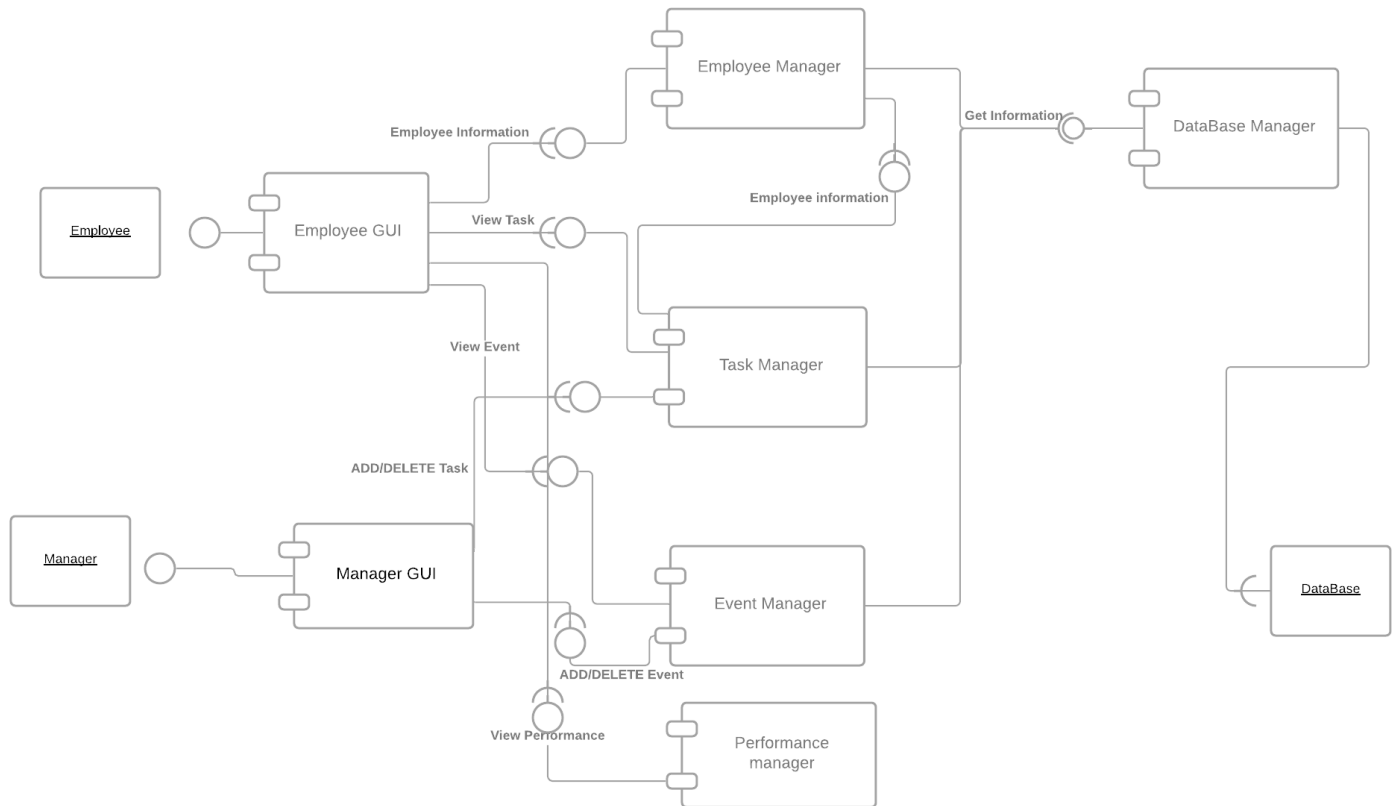 Employee Manager
Get Information
DataBase Manager
Employee Information
Employee information
View Task
Employee
Employee GUI
View Event
Task Manager
ADD/DELETE Task
Manager
Manager GUI
Event Manager
DataBase
ADD/DELETE Event
View Performance
Performance
manager